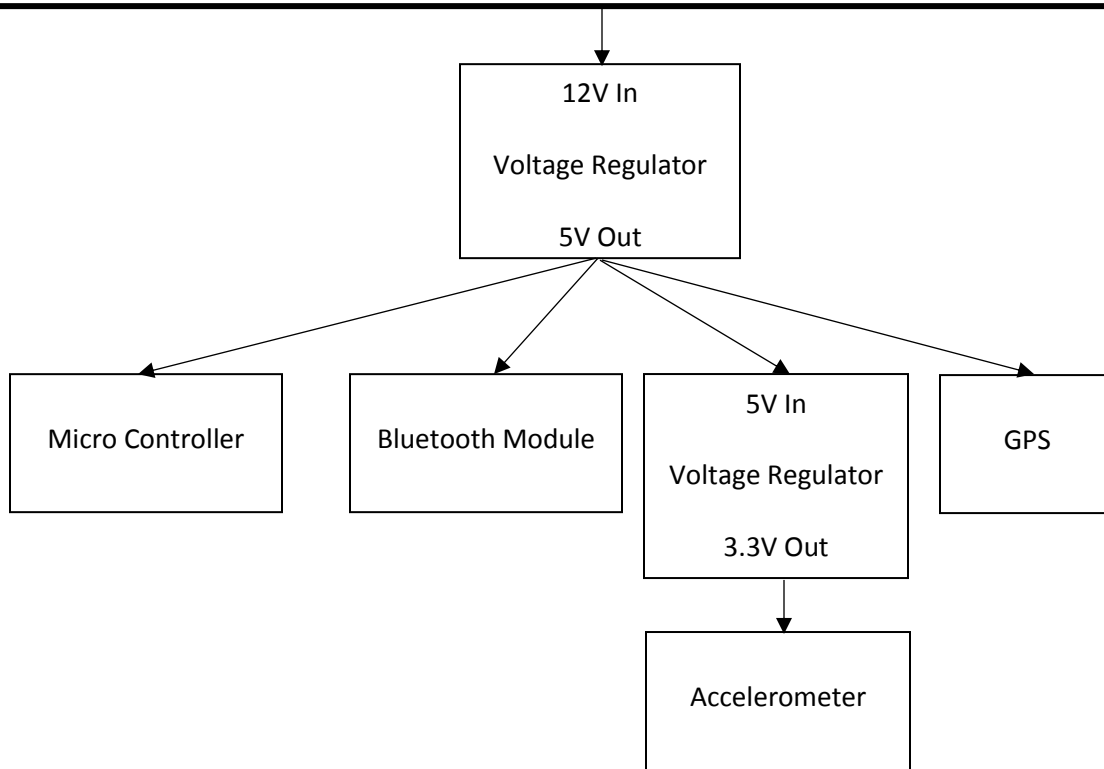 12V In
Voltage Regulator
5V Out
Micro Controller
Bluetooth Module
5V In
Voltage Regulator
3.3V Out
GPS
Accelerometer